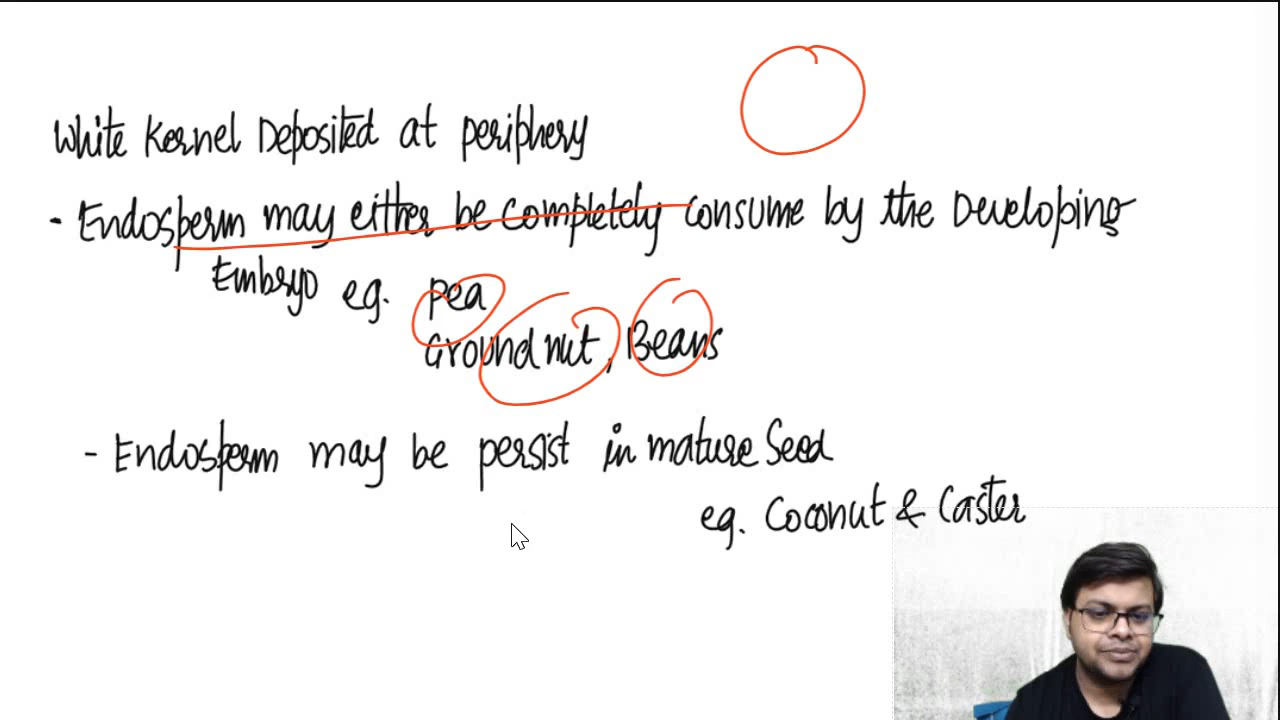 White Kernel Deposited at periphery
- Endosperm may either be completely consume by the Developing
Embryo eg. pea
Groundnut, Beans
- Endosperm may be persist in mature Seed
eg. Coconut & Caster